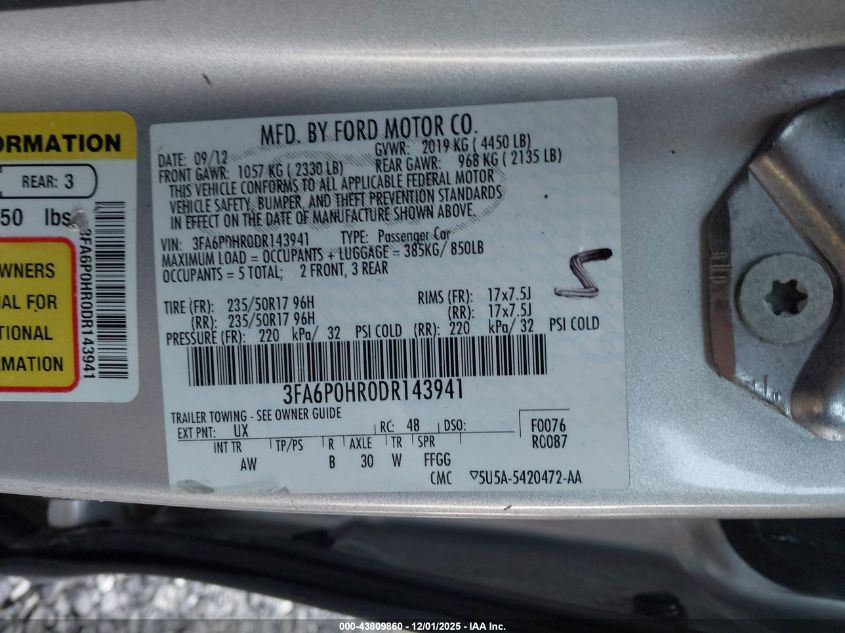 ORMATION
REAR: 3
50 lbs
OWNERS
UAL FOR
TIONAL
RMATION
3FA6P0HR0DR143941
MFD. BY FORD MOTOR CO.
DATE: 09/12 GVWR: 2019 KG ( 4450 LB)
FRONT GAWR: 1057 KG ( 2330 LB) REAR GAWR: 968 KG ( 2135 LB)
THIS VEHICLE CONFORMS TO ALL APPLICABLE FEDERAL MOTOR
VEHICLE SAFETY, BUMPER, AND THEFT PREVENTION STANDARDS
IN EFFECT ON THE DATE OF MANUFACTURE SHOWN ABOVE.
VIN: 3FA6P0HR0DR143941 TYPE: Passenger Car
MAXIMUM LOAD = OCCUPANTS + LUGGAGE = 385KG/ 850LB
OCCUPANTS = 5 TOTAL; 2 FRONT, 3 REAR
TIRE (FR): 235/50R17 96H RIMS (FR): 17x7.5J
(RR): 235/50R17 96H (RR): 17x7.5J
PRESSURE (FR): 220 kPa/ 32 PSI COLD (RR): 220 kPa/ 32 PSI COLD
3FA6P0HR0DR143941
TRAILER TOWING - SEE OWNER GUIDE
EXT PNT: UX RC: 48 DSO: F0076
R0087
INT TR TP/PS R AXLE TR SPR
AW B 30 W FFGG
CMC ▽5U5A-5420472-AA
000-43809860 - 12/01/2025 - IAA Inc.